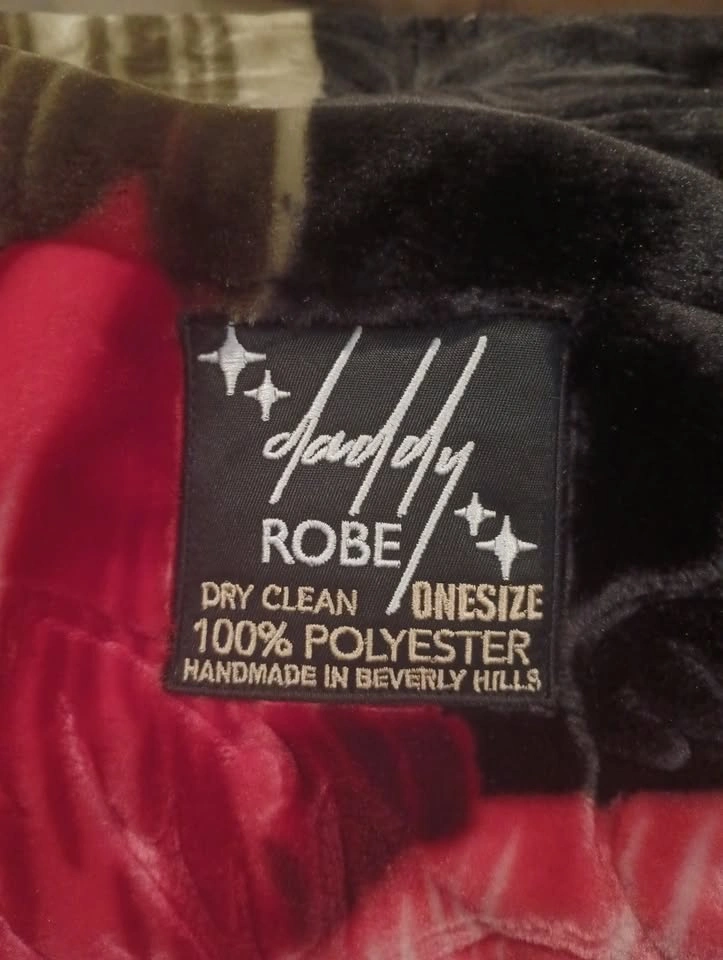 daddy
ROBE
DRY CLEAN ONESIZE
100% POLYESTER
HANDMADE IN BEVERLY HILLS